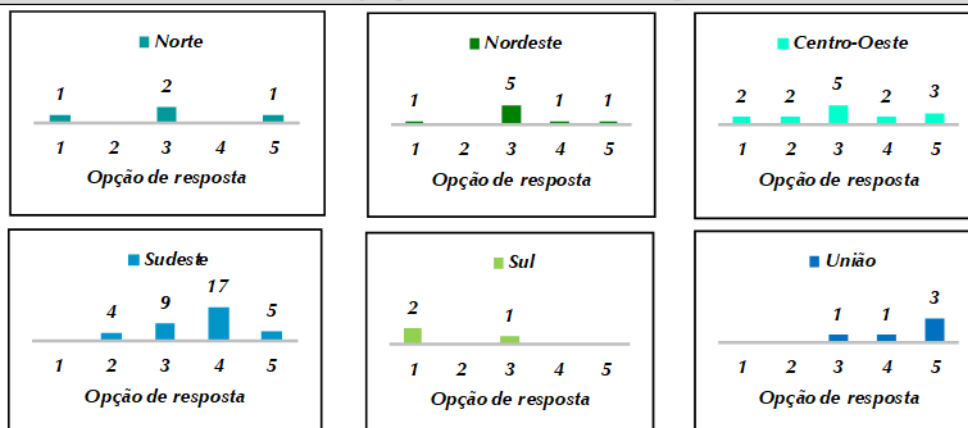 Norte
1 2 1
1 2 3 4 5
Opção de resposta
Nordeste
1 5 1 1
1 2 3 4 5
Opção de resposta
Centro-Oeste
2 2 5 2 3
1 2 3 4 5
Opção de resposta
Sudeste
4 9 17 5
1 2 3 4 5
Opção de resposta
Sul
2 1
1 2 3 4 5
Opção de resposta
União
1 1 3
1 2 3 4 5
Opção de resposta